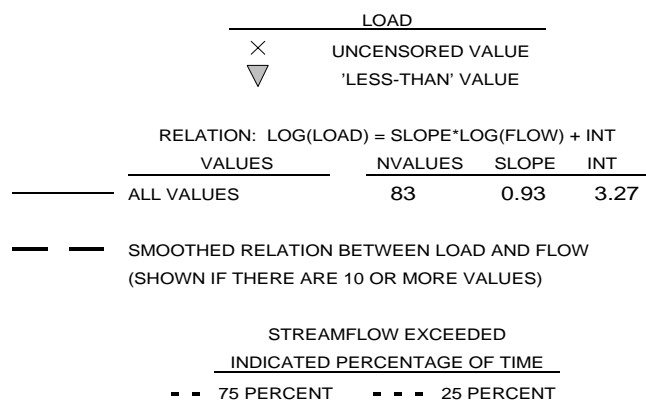 LOAD
UNCENSORED VALUE
'LESS-THAN' VALUE
RELATION: LOG(LOAD) = SLOPE*LOG(FLOW) + INT
VALUES NVALUES SLOPE INT
ALL VALUES 83 0.93 3.27
SMOOTHED RELATION BETWEEN LOAD AND FLOW
(SHOWN IF THERE ARE 10 OR MORE VALUES)
STREAMFLOW EXCEEDED
INDICATED PERCENTAGE OF TIME
75 PERCENT 25 PERCENT